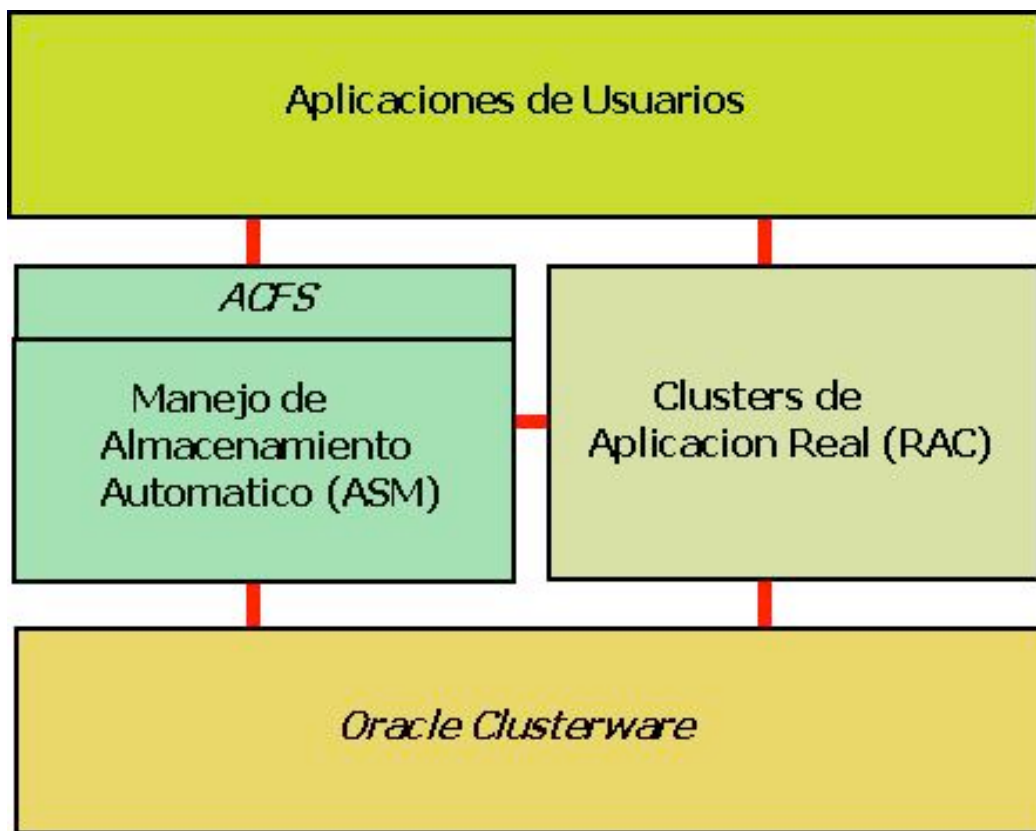 Aplicaciones de Usuarios
ACFS
Manejo de
Almacenamiento
Automatico (ASM)
Clusters de
Aplicacion Real (RAC)
Oracle Clusterware